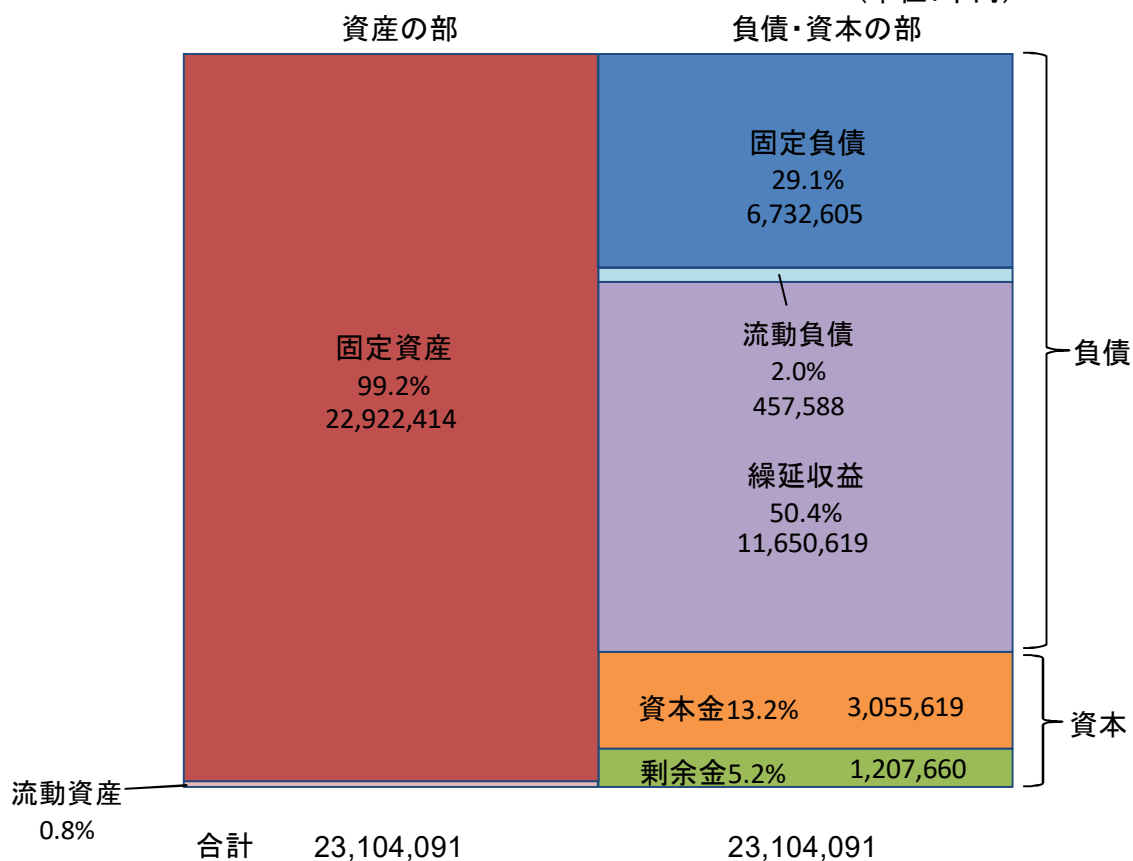 資産の部
負債・資本の部
固定負債
29.1%
6,732,605
流動負債
2.0%
457,588
固定資産
99.2%
22,922,414
負債
繰延収益
50.4%
11,650,619
資本金13.2% 3,055,619
資本
剰余金5.2% 1,207,660
流動資産
0.8%
合計 23,104,091 23,104,091